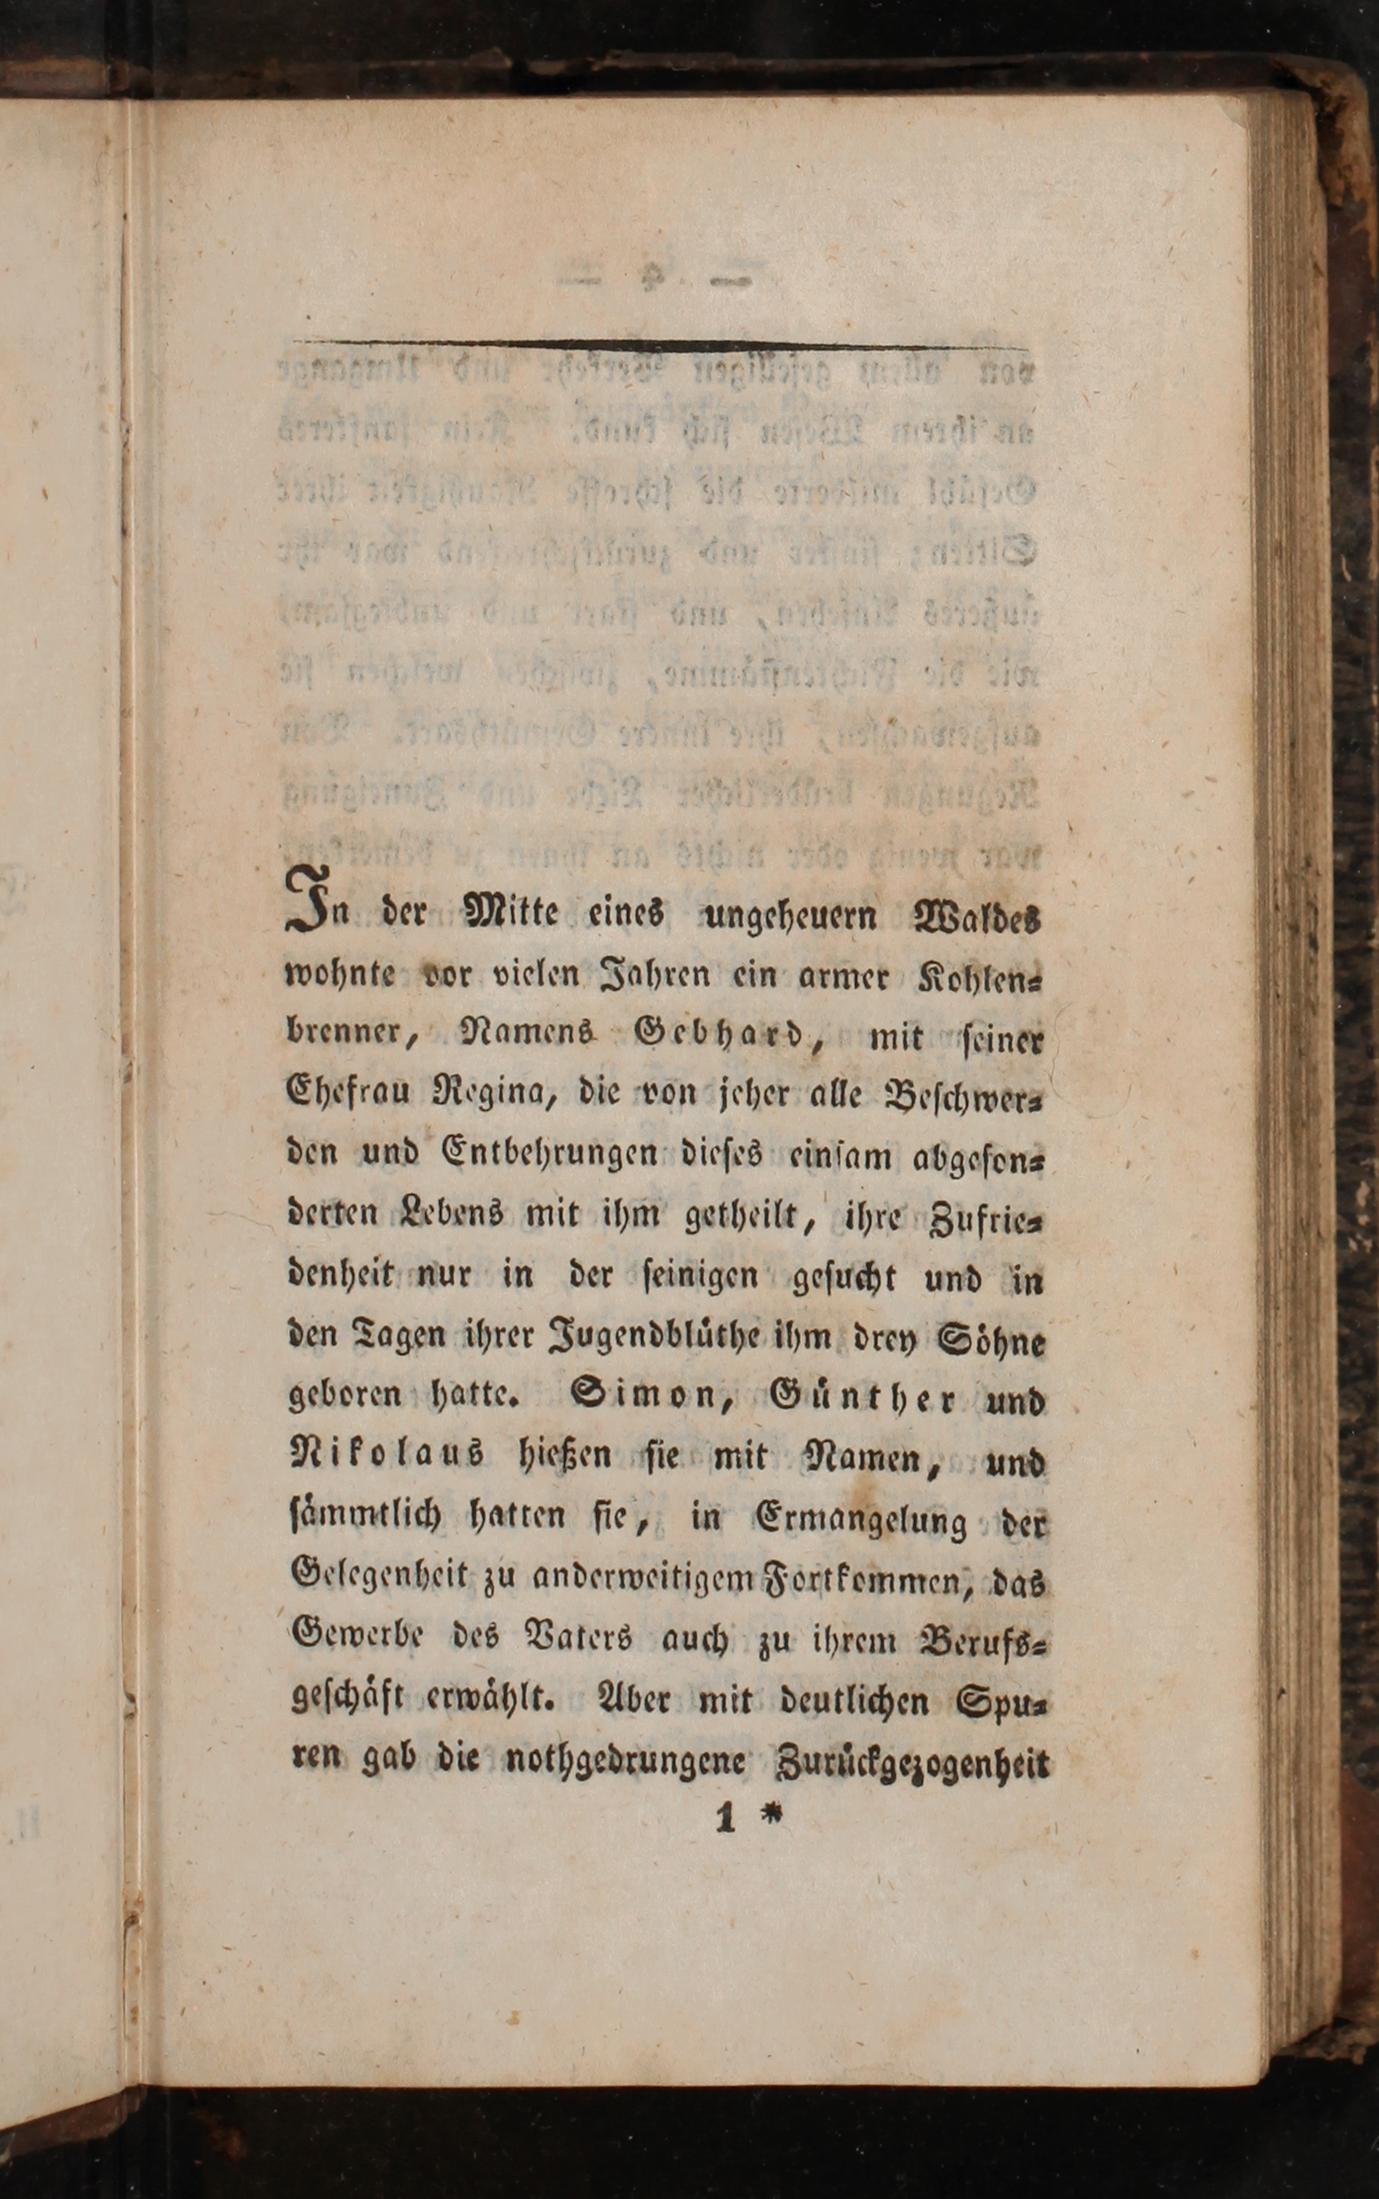 In der Mitte eines ungeheuern Waldes
wohnte vor vielen Jahren ein armer Kohlen⸗
brenner, Namens Gebhard, mit seiner
Ehefrau Regina, die von jeher alle Beschwer⸗
den und Entbehrungen dieses einsam abgeson⸗
derten Lebens mit ihm getheilt, ihre Zufrie⸗
denheit nur in der seinigen gesucht und in
den Tagen ihrer Jugendblüthe ihm drey Söhne
geboren hatte. Simon, Günther und
Nikolaus hießen sie mit Namen, und
sämmtlich hatten sie, in Ermangelung der
Gelegenheit zu anderweitigem Fortkommen, das
Gewerbe des Vaters auch zu ihrem Berufs⸗
geschäft erwählt. Aber mit deutlichen Spu⸗
ren gab die nothgedrungene Zurückgezogenheit
1 *